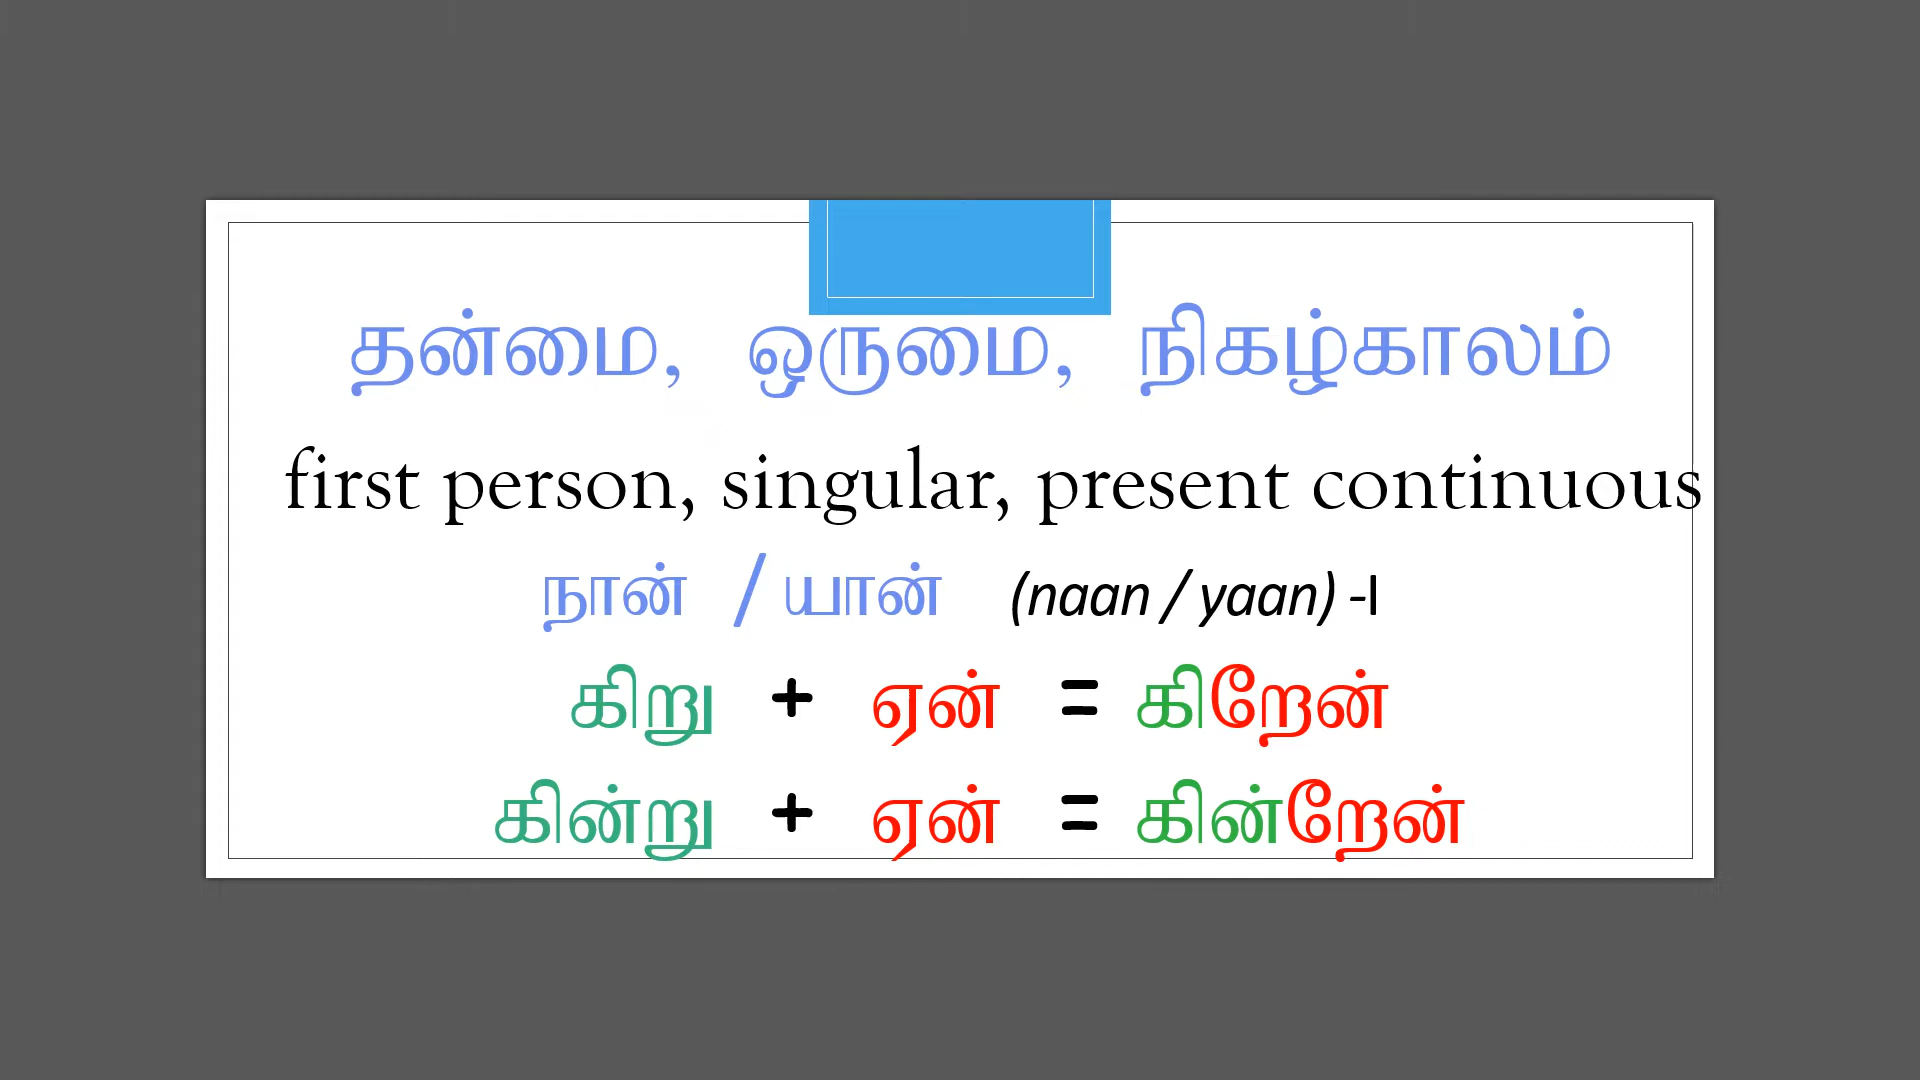 தன்மை, ஒருமை, நிகழ்காலம்
first person, singular, present continuous
நான் / யான் (naan / yaan) -I
கிறு + ஏன் = கிறேன்
கின்று + ஏன் = கின்றேன்